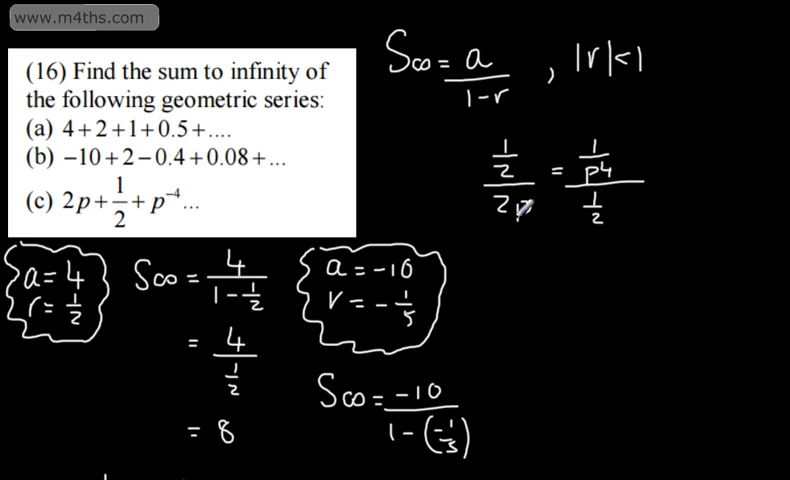 www.m4ths.com
(16) Find the sum to infinity of
the following geometric series:
(a) 4+2+1+0.5+....
(b) −10+2−0.4+0.08+...
(c) 2p+1/2+p⁻⁴...
S∞ = a/(1-r) , |r|<1
(1/2)/(2p) = (1/p4)/(1/2)
a=4
r=1/2
S∞ = 4/(1-1/2)
= 4/(1/2)
= 8
a=-10
r=-1/5
S∞ = -10/(1-(-1/5))